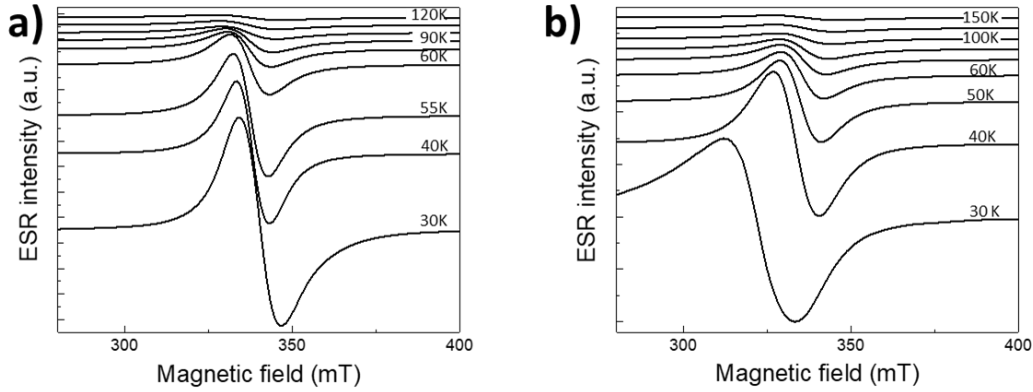 a)
120K
90K
60K
55K
40K
30K
ESR intensity (a.u.)
300
350
400
Magnetic field (mT)
b)
150K
100K
60K
50K
40K
30 K
ESR intensity (a.u.)
300
350
400
Magnetic field (mT)